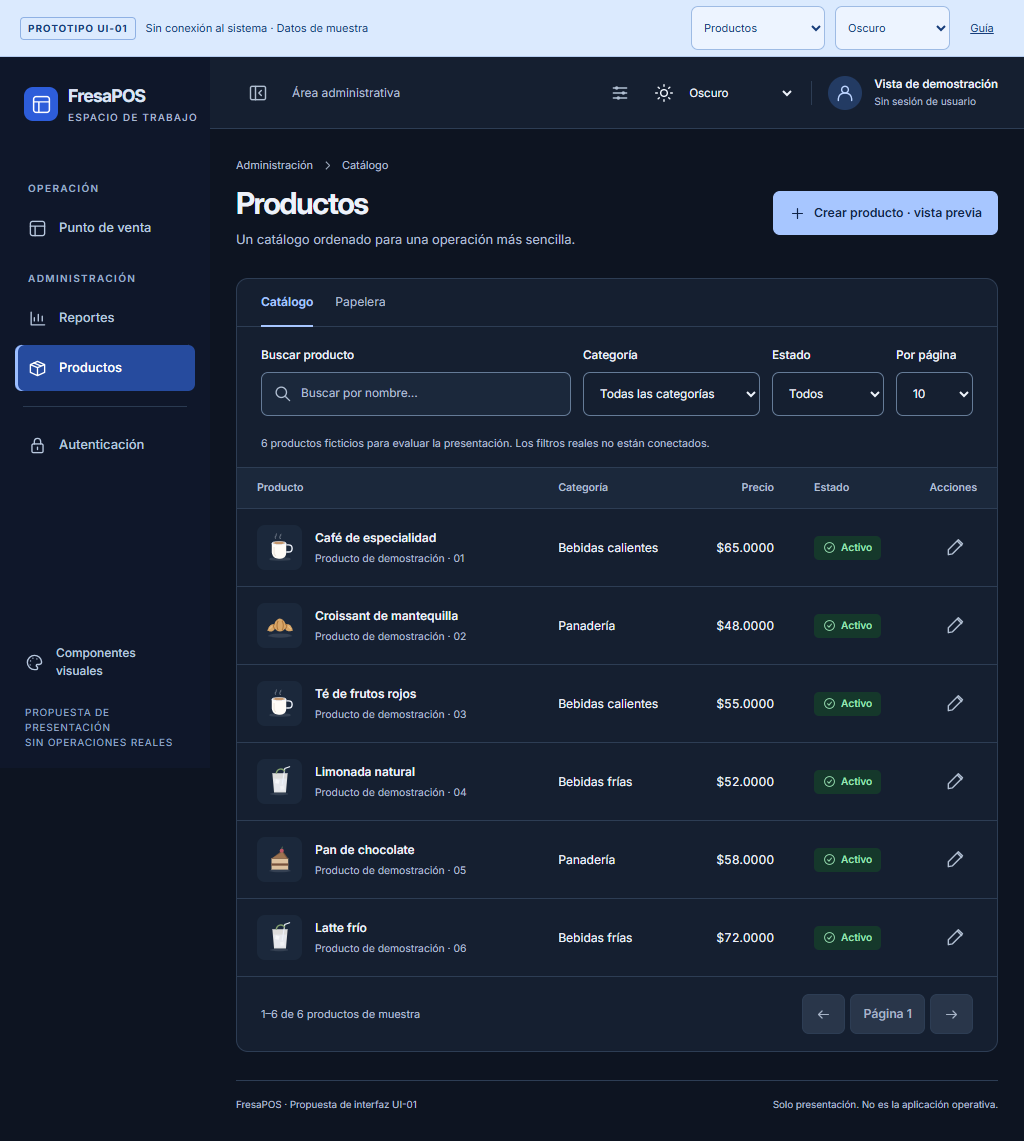 PROTOTIPO UI-01 Sin conexión al sistema · Datos de muestra Productos Oscuro Guía
FresaPOS
ESPACIO DE TRABAJO
Área administrativa Oscuro Vista de demostración
Sin sesión de usuario
OPERACIÓN
Punto de venta
ADMINISTRACIÓN
Reportes
Productos
Autenticación
Componentes
visuales
PROPUESTA DE
PRESENTACIÓN
SIN OPERACIONES REALES
Administración Catálogo
Productos
Un catálogo ordenado para una operación más sencilla.
Crear producto · vista previa
Catálogo Papelera
Buscar producto Categoría Estado Por página
Buscar por nombre... Todas las categorías Todos 10
6 productos ficticios para evaluar la presentación. Los filtros reales no están conectados.
Producto Categoría Precio Estado Acciones
Café de especialidad
Producto de demostración · 01
Bebidas calientes $65.0000 Activo
Croissant de mantequilla
Producto de demostración · 02
Panadería $48.0000 Activo
Té de frutos rojos
Producto de demostración · 03
Bebidas calientes $55.0000 Activo
Limonada natural
Producto de demostración · 04
Bebidas frías $52.0000 Activo
Pan de chocolate
Producto de demostración · 05
Panadería $58.0000 Activo
Latte frío
Producto de demostración · 06
Bebidas frías $72.0000 Activo
1–6 de 6 productos de muestra
Página 1
FresaPOS · Propuesta de interfaz UI-01
Solo presentación. No es la aplicación operativa.